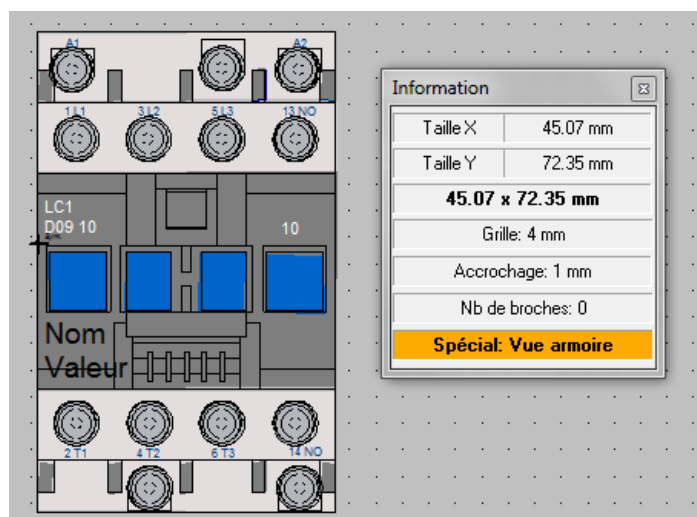 A1
A2
1 L1
3 L2
5 L3
13 NO
LC1
D09 10
10
Nom
Valeur
2 T1
4 T2
6 T3
14 NO
Information
Taille X
45.07 mm
Taille Y
72.35 mm
45.07 x 72.35 mm
Grille: 4 mm
Accrochage: 1 mm
Nb de broches: 0
Spécial: Vue armoire